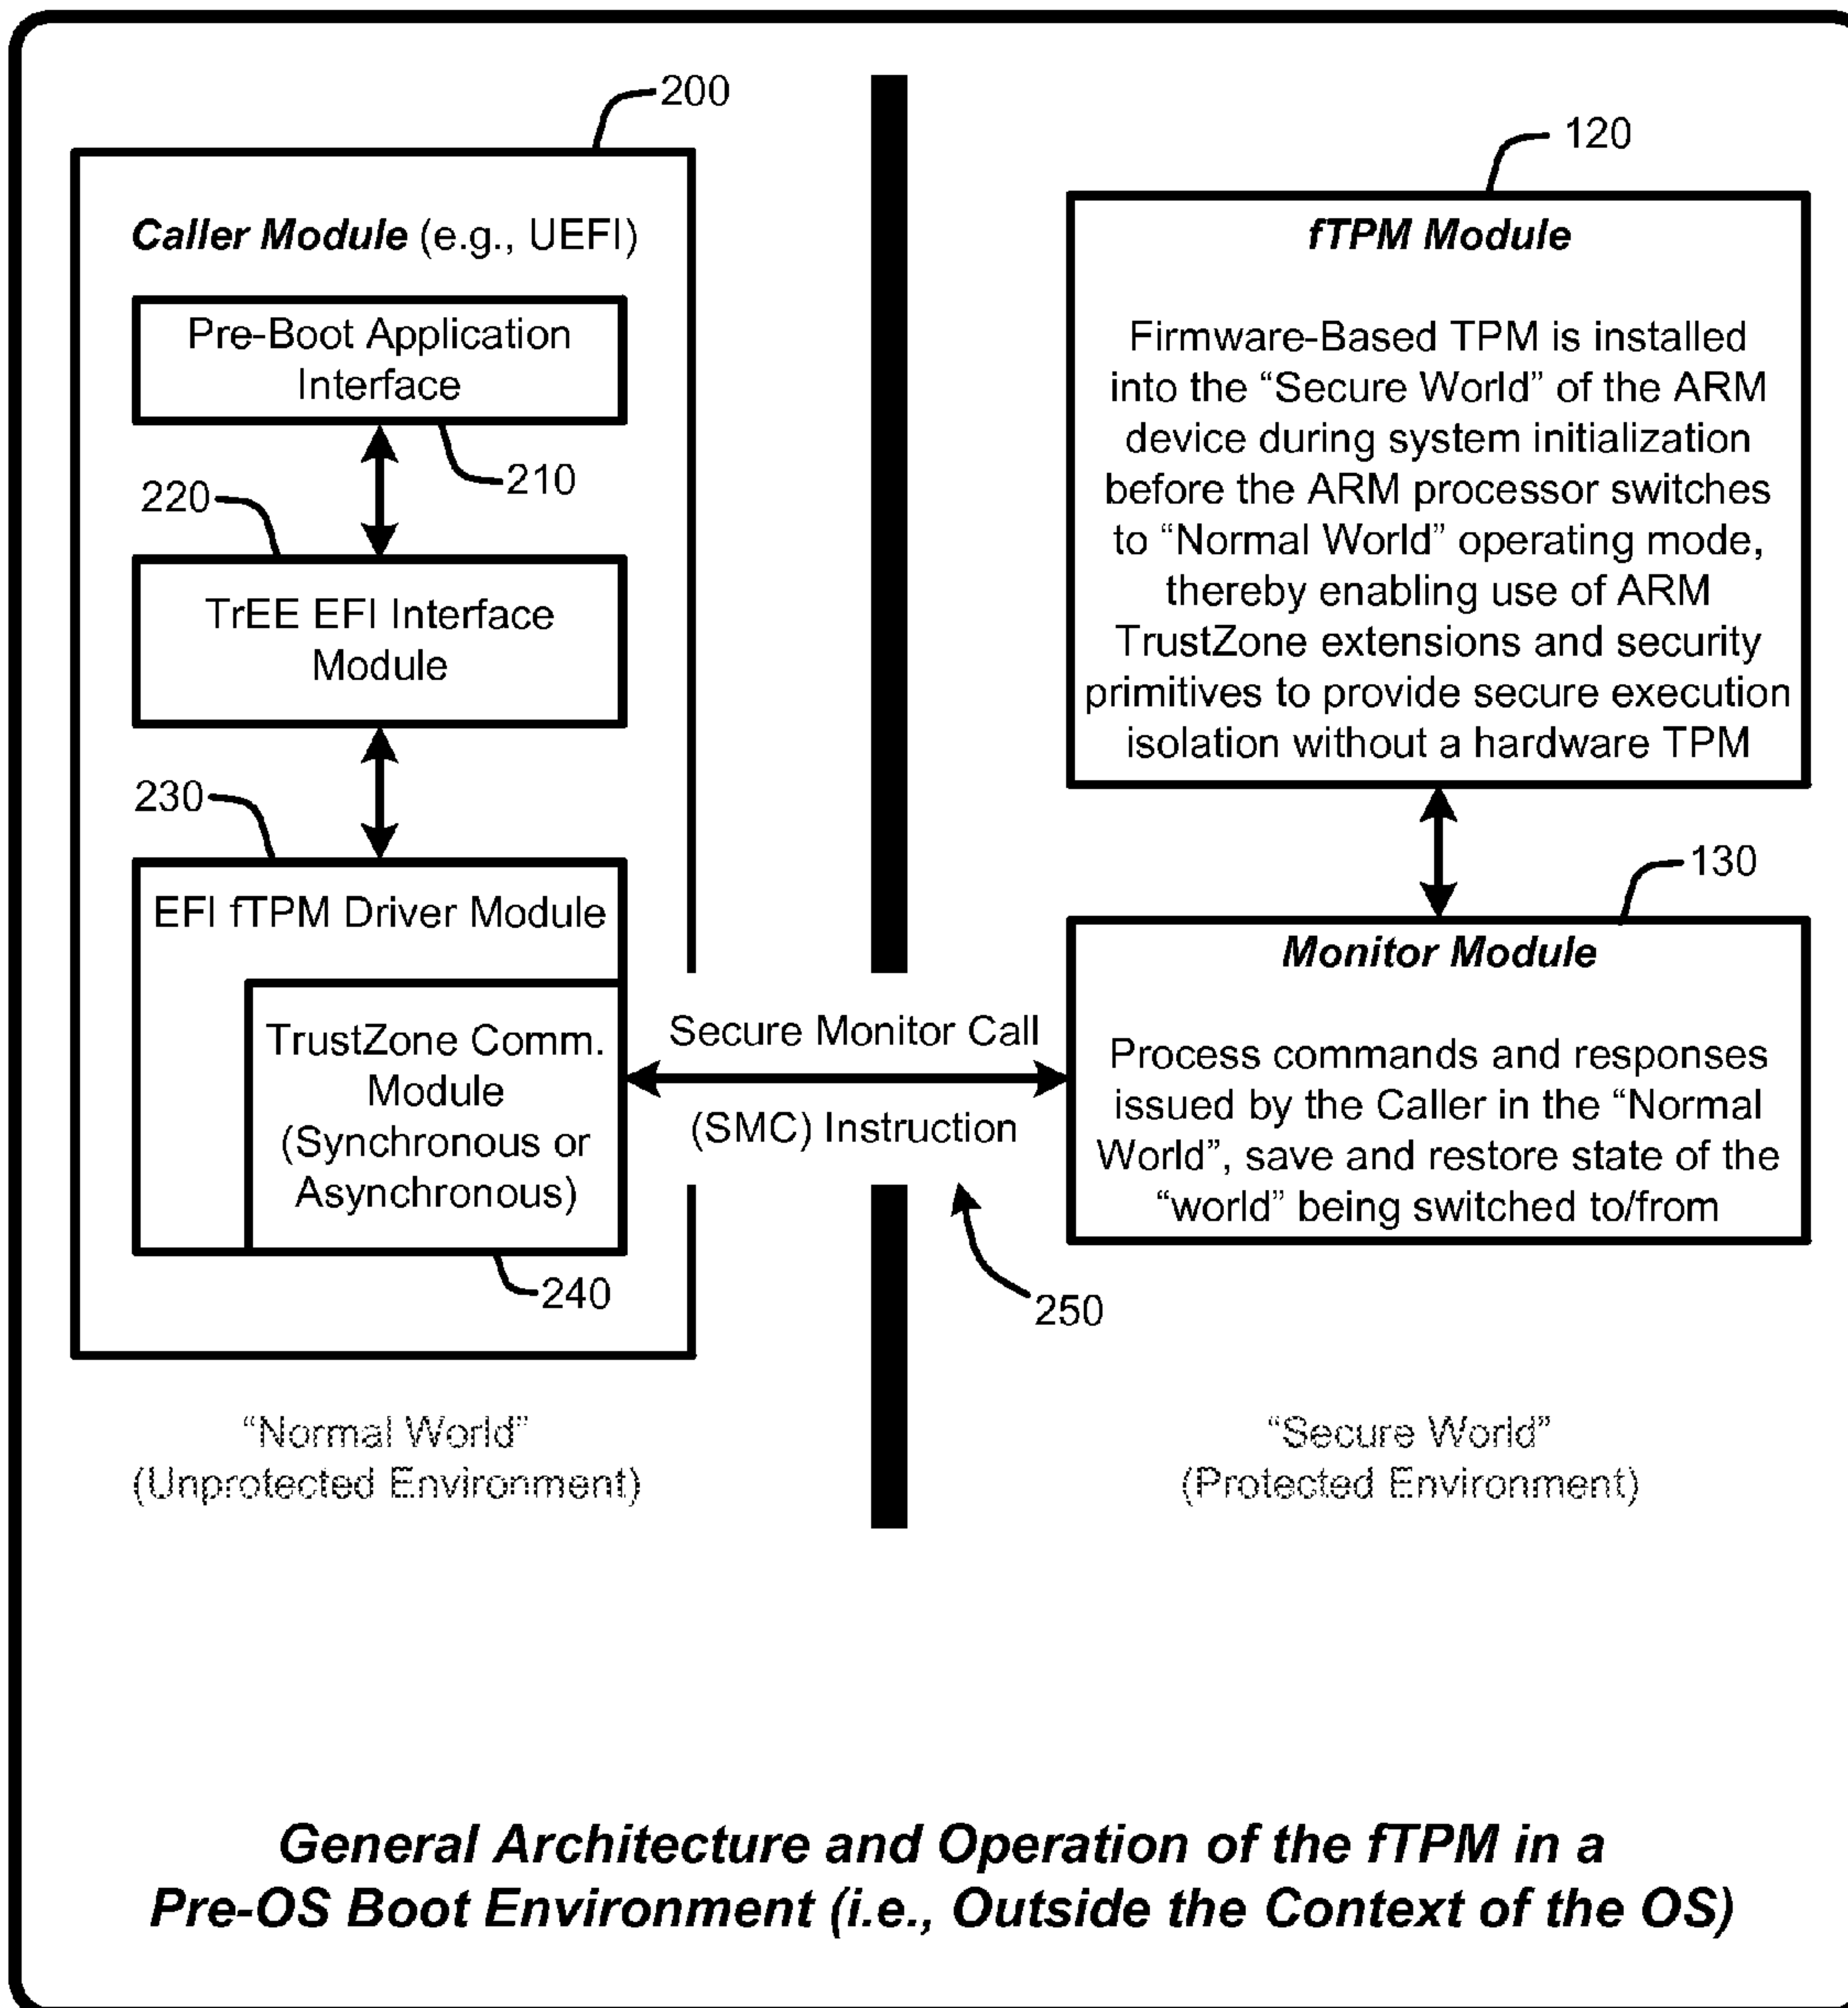 200
Caller Module (e.g., UEFI)
Pre-Boot Application
Interface
210
220
TrEE EFI Interface
Module
230
EFI fTPM Driver Module
TrustZone Comm.
Module
(Synchronous or
Asynchronous)
240
Secure Monitor Call
(SMC) Instruction
250
120
fTPM Module
Firmware-Based TPM is installed
into the “Secure World” of the ARM
device during system initialization
before the ARM processor switches
to “Normal World” operating mode,
thereby enabling use of ARM
TrustZone extensions and security
primitives to provide secure execution
isolation without a hardware TPM
130
Monitor Module
Process commands and responses
issued by the Caller in the “Normal
World”, save and restore state of the
“world” being switched to/from
“Normal World”
(Unprotected Environment)
“Secure World”
(Protected Environment)
General Architecture and Operation of the fTPM in a
Pre-OS Boot Environment (i.e., Outside the Context of the OS)